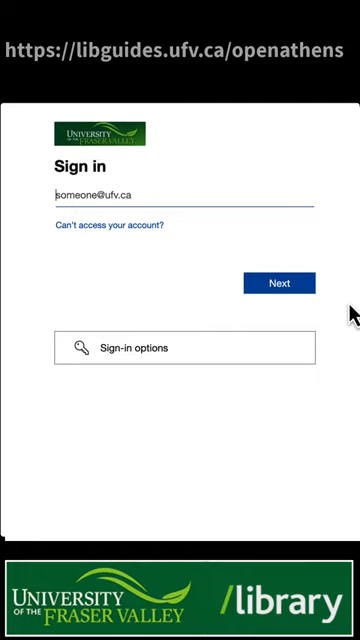 https://libguides.ufv.ca/openathens
UNIVERSITY
OF THE FRASER VALLEY
Sign in
someone@ufv.ca
Can't access your account?
Next
Sign-in options
UNIVERSITY
OF THE FRASER VALLEY
/library